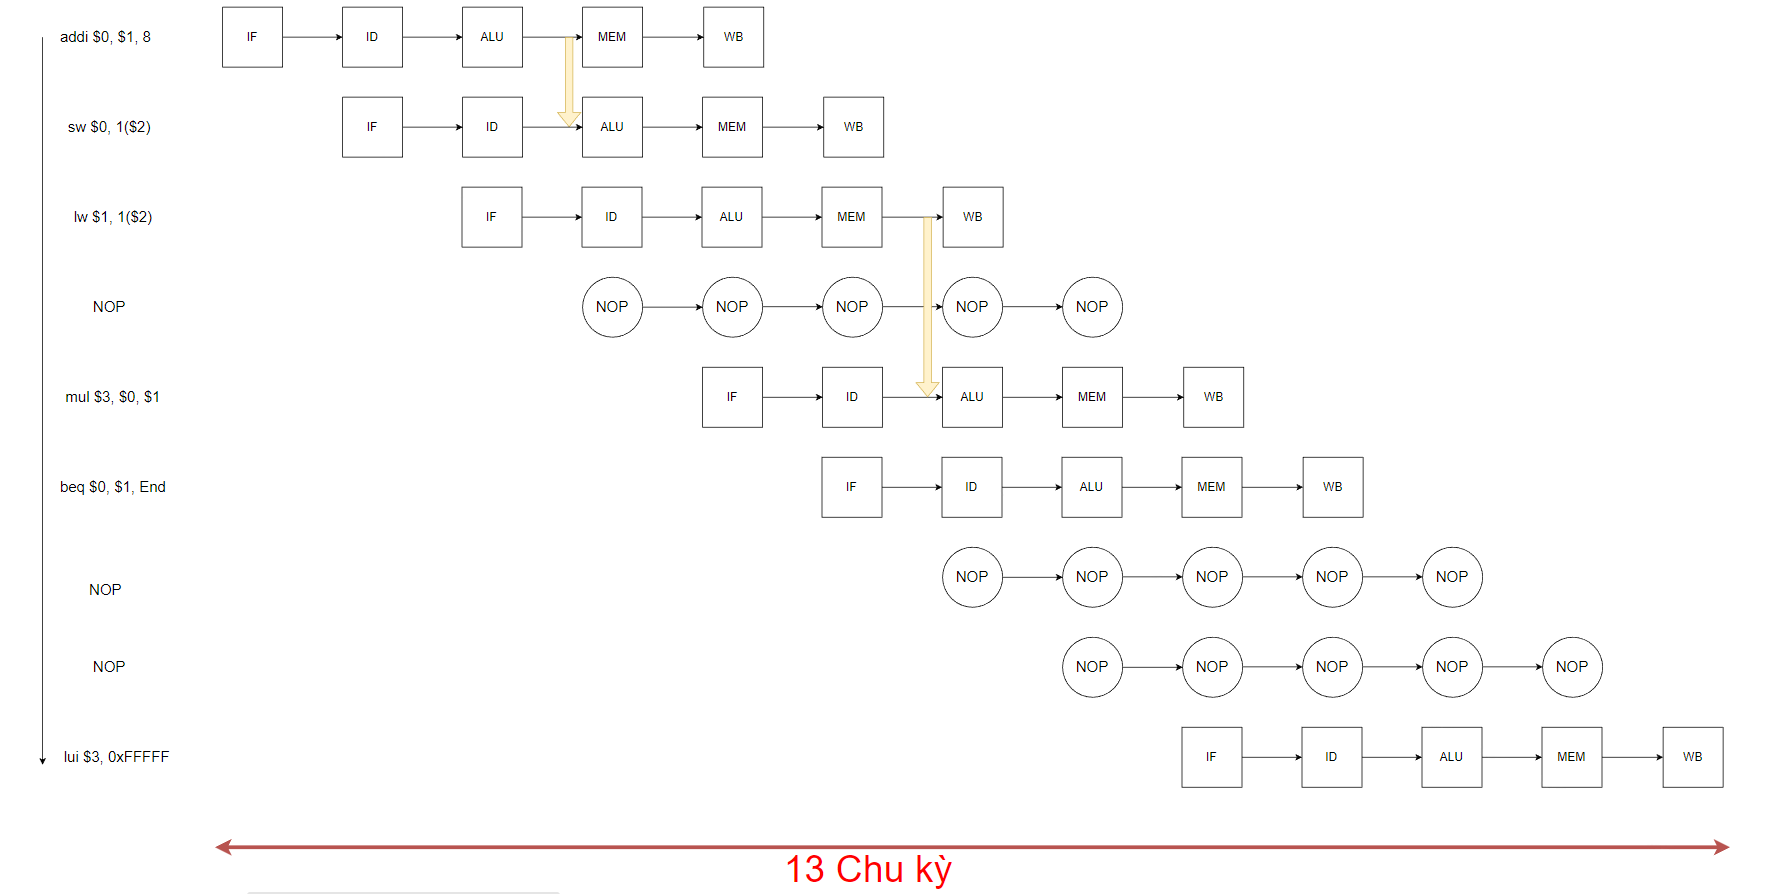 addi $0, $1, 8 IF ID ALU MEM WB
sw $0, 1($2) IF ID ALU MEM WB
lw $1, 1($2) IF ID ALU MEM WB
NOP NOP NOP NOP NOP NOP
mul $3, $0, $1 IF ID ALU MEM WB
beq $0, $1, End IF ID ALU MEM WB
NOP NOP NOP NOP NOP NOP
NOP NOP NOP NOP NOP NOP
lui $3, 0xFFFFF IF ID ALU MEM WB
13 Chu kỳ